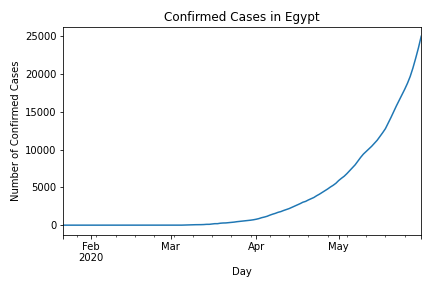 Confirmed Cases in Egypt
Number of Confirmed Cases
25000
20000
15000
10000
5000
0
Feb
2020
Mar
Apr
May
Day